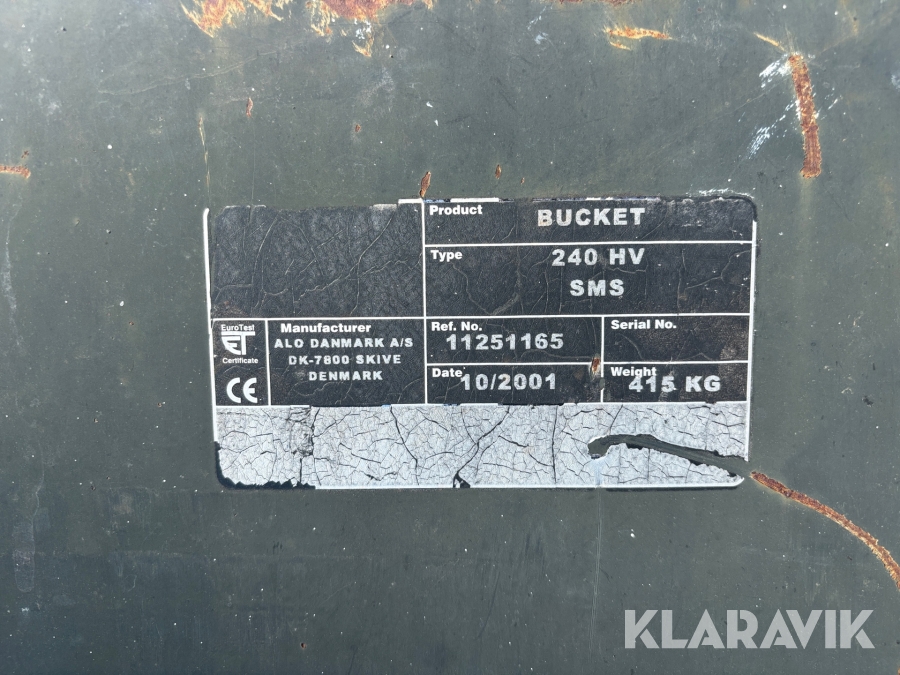 Product BUCKET
Type 240 HV
SMS
EuroTest
ET
Certificate
CE
Manufacturer
ALO DANMARK A/S
DK-7800 SKIVE
DENMARK
Ref. No.
11251165
Serial No.
Date 10/2001
Weight 415 KG
KLARAVIK